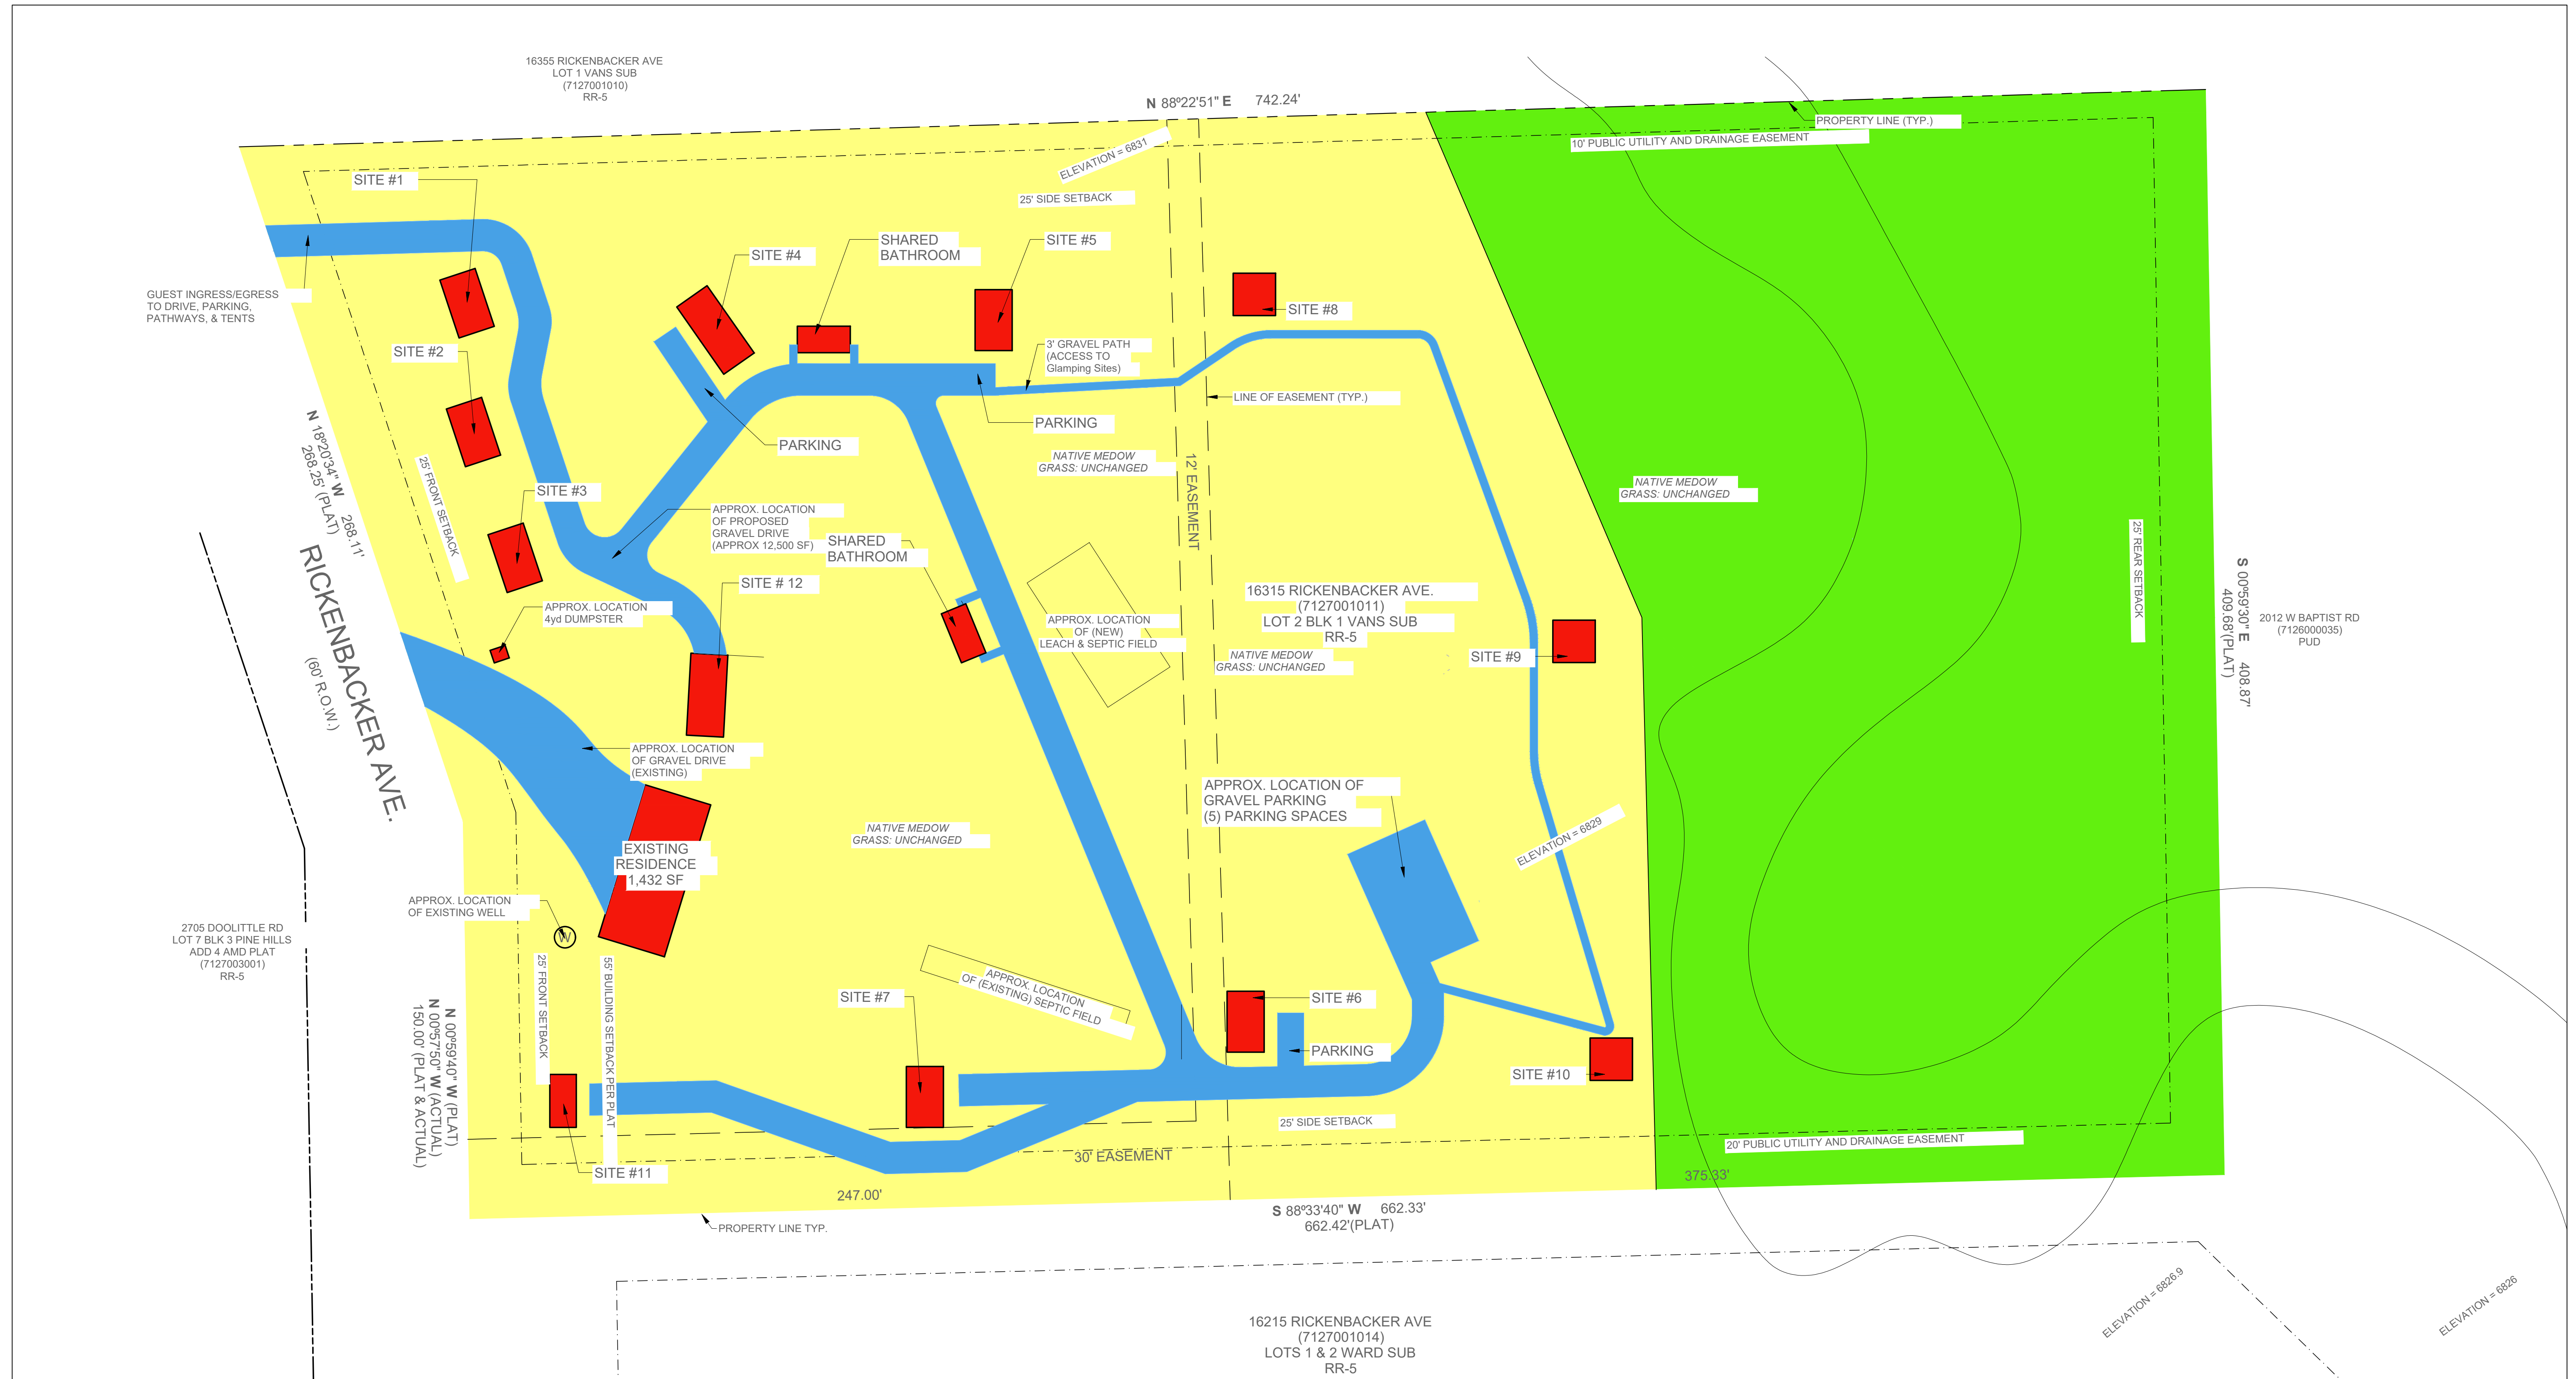 16355 RICKENBACKER AVE
LOT 1 VANS SUB
(7127001010)
RR-5
N 88º22'51" E 742.24'
PROPERTY LINE (TYP.)
10' PUBLIC UTILITY AND DRAINAGE EASEMENT
ELEVATION = 6831
25' SIDE SETBACK
SITE #1
SHARED
BATHROOM
SITE #5
SITE #4
GUEST INGRESS/EGRESS
TO DRIVE, PARKING,
PATHWAYS, & TENTS
SITE #8
SITE #2
3' GRAVEL PATH
(ACCESS TO
Glamping Sites)
LINE OF EASEMENT (TYP.)
PARKING
PARKING
N 18º20'34" W 268.11'
268.25' (PLAT)
25' FRONT SETBACK
NATIVE MEDOW
GRASS: UNCHANGED
12' EASEMENT
NATIVE MEDOW
GRASS: UNCHANGED
SITE #3
APPROX. LOCATION
OF PROPOSED
GRAVEL DRIVE
(APPROX 12,500 SF)
SHARED
BATHROOM
25' REAR SETBACK
S 00º59'30" E 408.87'
409.68'(PLAT)
2012 W BAPTIST RD
(7126000035)
PUD
RICKENBACKER AVE.
(60' R.O.W.)
SITE # 12
APPROX. LOCATION
4yd DUMPSTER
APPROX. LOCATION
OF (NEW)
LEACH & SEPTIC FIELD
16315 RICKENBACKER AVE.
(7127001011)
LOT 2 BLK 1 VANS SUB
RR-5
NATIVE MEDOW
GRASS: UNCHANGED
SITE #9
APPROX. LOCATION
OF GRAVEL DRIVE
(EXISTING)
APPROX. LOCATION OF
GRAVEL PARKING
(5) PARKING SPACES
NATIVE MEDOW
GRASS: UNCHANGED
ELEVATION = 6829
EXISTING
RESIDENCE
1,432 SF
APPROX. LOCATION
OF EXISTING WELL
W
2705 DOOLITTLE RD
LOT 7 BLK 3 PINE HILLS
ADD 4 AMD PLAT
(7127003001)
RR-5
25' FRONT SETBACK
55' BUILDING SETBACK PER PLAT
APPROX. LOCATION
OF (EXISTING) SEPTIC FIELD
SITE #7
SITE #6
PARKING
SITE #10
N 00º59'40" W (PLAT)
N 00º57'50" W (ACTUAL)
150.00' (PLAT & ACTUAL)
25' SIDE SETBACK
20' PUBLIC UTILITY AND DRAINAGE EASEMENT
30' EASEMENT
SITE #11
375.33'
247.00'
PROPERTY LINE TYP.
S 88º33'40" W 662.33'
662.42'(PLAT)
ELEVATION = 6826.9
ELEVATION = 6826
16215 RICKENBACKER AVE
(7127001014)
LOTS 1 & 2 WARD SUB
RR-5